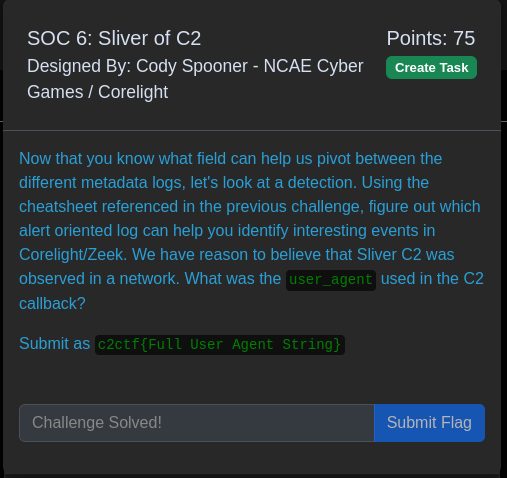 SOC 6: Sliver of C2
Points: 75
Designed By: Cody Spooner - NCAE Cyber
Games / Corelight
Create Task
Now that you know what field can help us pivot between the
different metadata logs, let's look at a detection. Using the
cheatsheet referenced in the previous challenge, figure out which
alert oriented log can help you identify interesting events in
Corelight/Zeek. We have reason to believe that Sliver C2 was
observed in a network. What was the user_agent used in the C2
callback?
Submit as c2ctf{Full User Agent String}
Challenge Solved!
Submit Flag